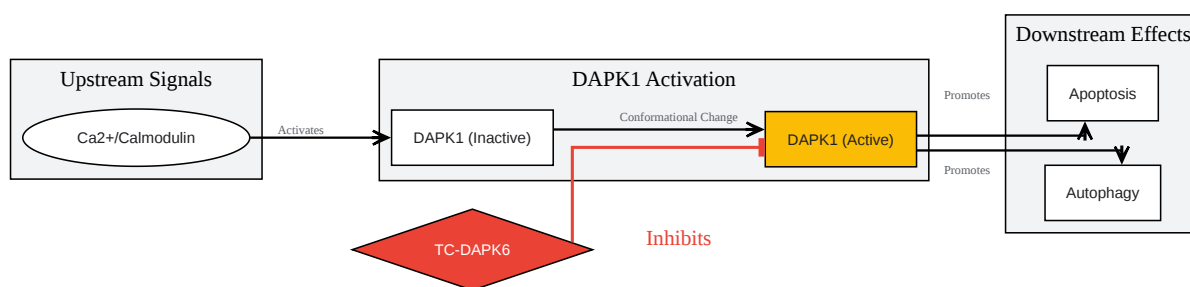 Upstream Signals
Ca2+/Calmodulin
Activates
DAPK1 Activation
DAPK1 (Inactive)
Conformational Change
DAPK1 (Active)
TC-DAPK6
Inhibits
Promotes
Promotes
Downstream Effects
Apoptosis
Autophagy